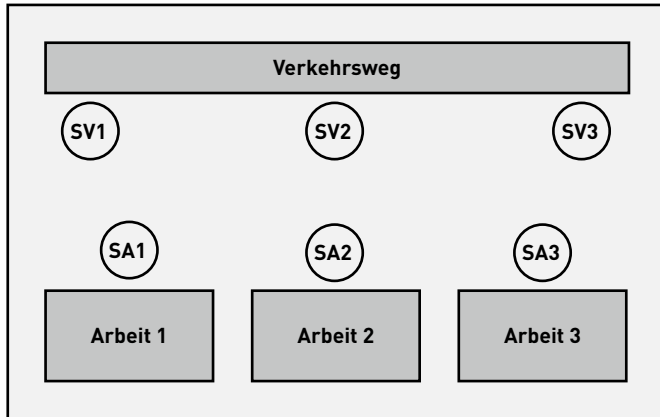 Verkehrsweg
SV1 SV2 SV3
SA1 SA2 SA3
Arbeit 1 Arbeit 2 Arbeit 3